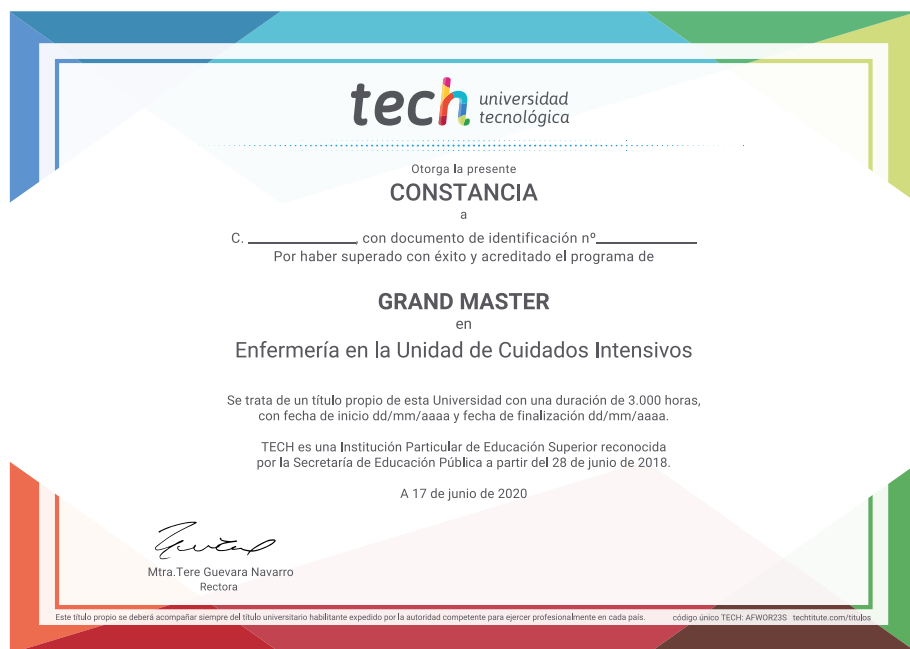 tech universidad
tecnológica
Otorga la presente
CONSTANCIA
a
C. ____________, con documento de identificación nº____________
Por haber superado con éxito y acreditado el programa de
GRAND MASTER
en
Enfermería en la Unidad de Cuidados Intensivos
Se trata de un título propio de esta Universidad con una duración de 3.000 horas,
con fecha de inicio dd/mm/aaaa y fecha de finalización dd/mm/aaaa.
TECH es una Institución Particular de Educación Superior reconocida
por la Secretaría de Educación Pública a partir del 28 de junio de 2018.
A 17 de junio de 2020
Mtra.Tere Guevara Navarro
Rectora
Este título propio se deberá acompañar siempre del título universitario habilitante expedido por la autoridad competente para ejercer profesionalmente en cada país. código único TECH: AFWOR23S techtitute.com/titulos